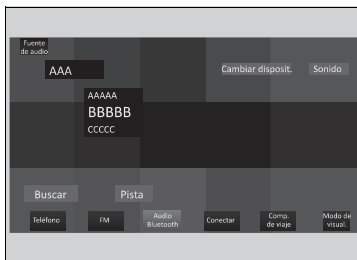 Fuente
de audio
AAA
Cambiar disposit.
Sonido
AAAAA
BBBBB
CCCCC
Buscar
Pista
Teléfono
FM
Audio
Bluetooth
Conectar
Comp.
de viaje
Modo de
visual.